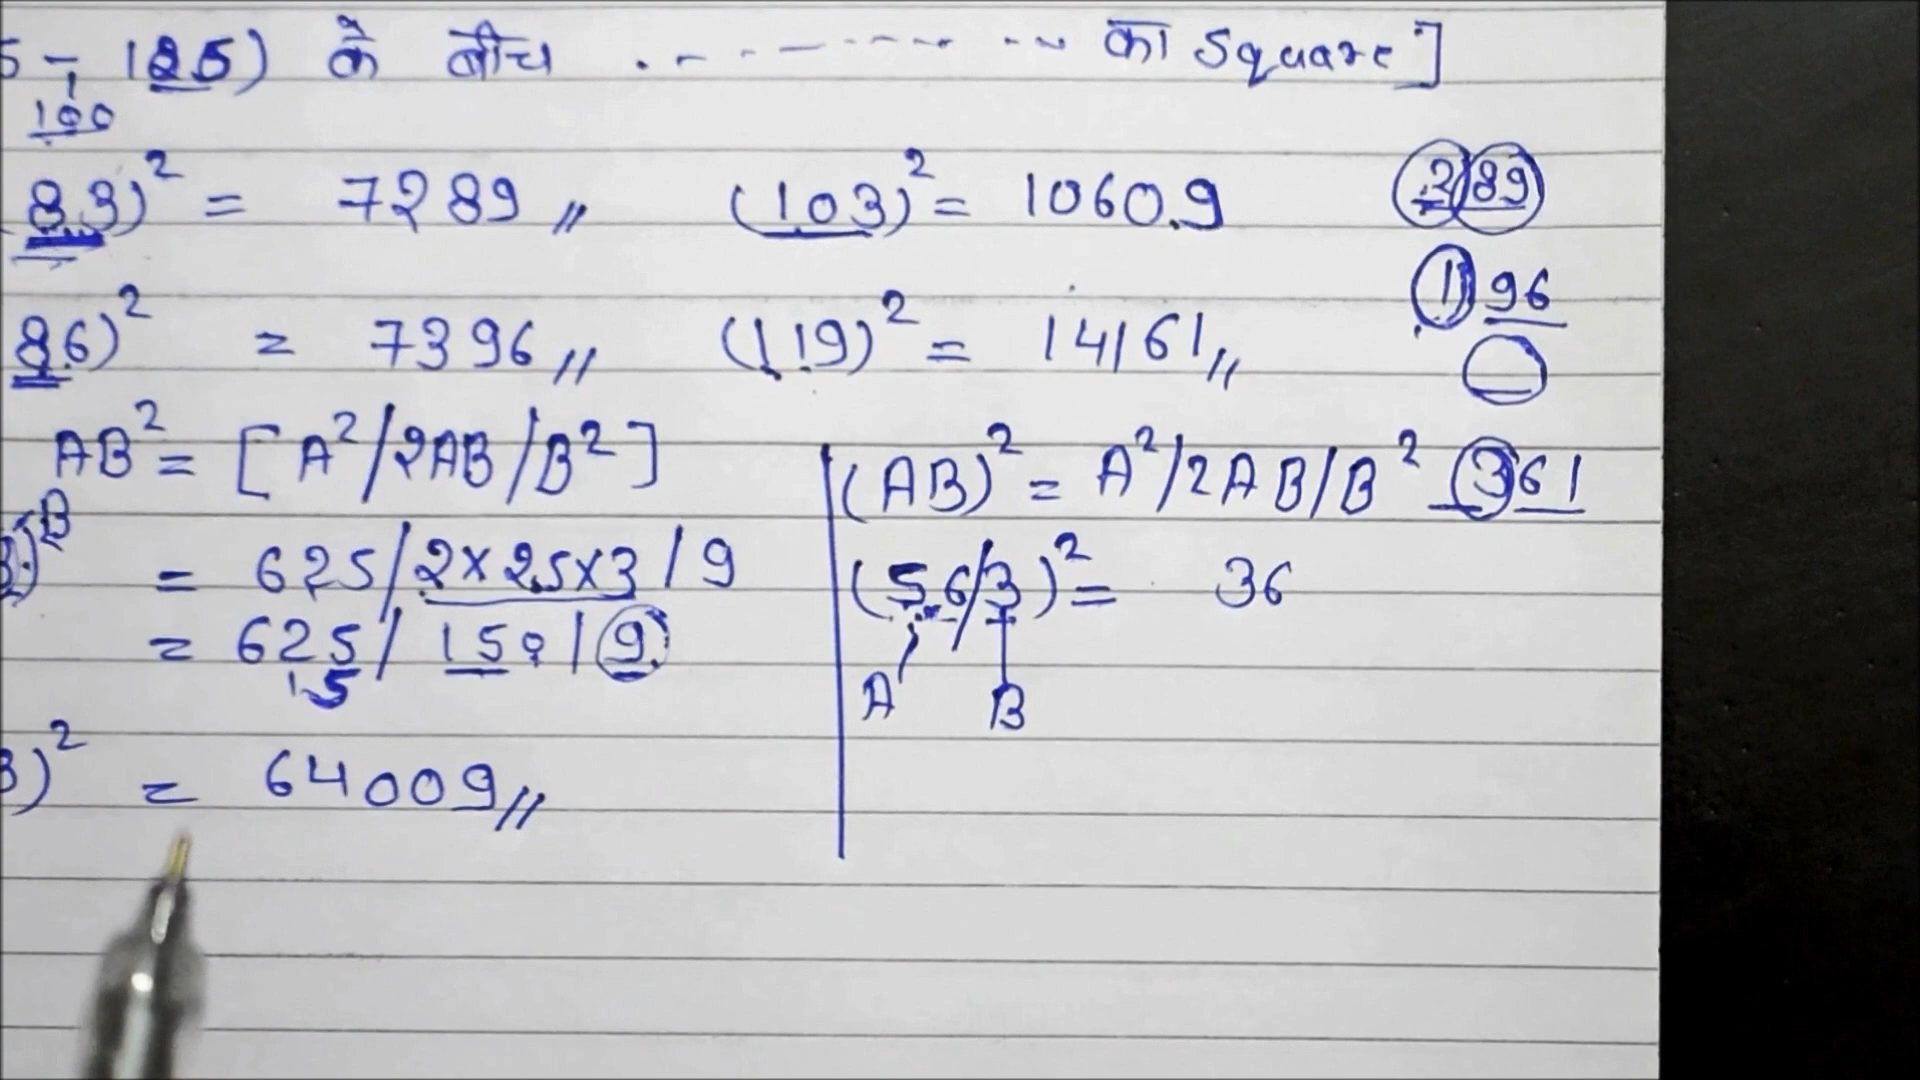 5 - 125) के बीच .-------- का Square]
100
83)² = 7289 ,, (103)² = 10609 289
86)² = 7396 ,, (119)² = 14161 ,, 196
AB² = [A²/2AB/B²] (AB)² = A²/2AB/B² 361
3) B = 625/2×25×3/9 (56/3)² = 36
= 625/150/9
15
A B
3)² = 64009 ,,